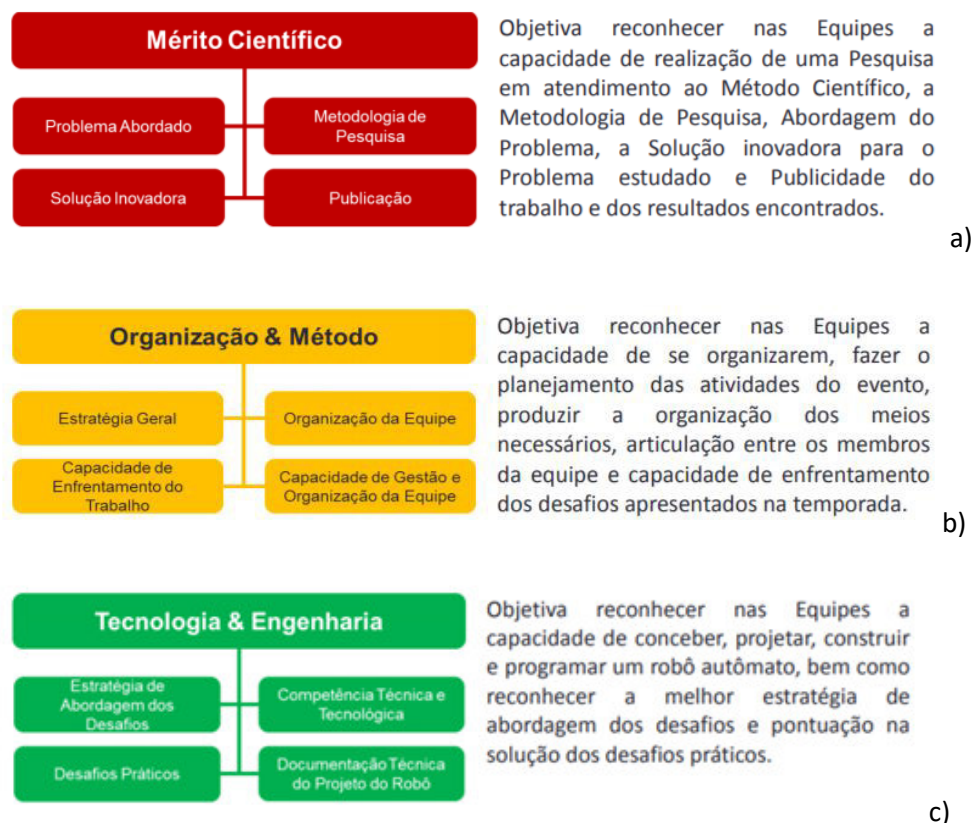 Mérito Científico
Problema Abordado
Metodologia de
Pesquisa
Solução Inovadora
Publicação
Objetiva reconhecer nas Equipes a
capacidade de realização de uma Pesquisa
em atendimento ao Método Científico, a
Metodologia de Pesquisa, Abordagem do
Problema, a Solução inovadora para o
Problema estudado e Publicidade do
trabalho e dos resultados encontrados.
a)
Organização & Método
Estratégia Geral
Organização da Equipe
Capacidade de
Enfrentamento do
Trabalho
Capacidade de Gestão e
Organização da Equipe
Objetiva reconhecer nas Equipes a
capacidade de se organizarem, fazer o
planejamento das atividades do evento,
produzir a organização dos meios
necessários, articulação entre os membros
da equipe e capacidade de enfrentamento
dos desafios apresentados na temporada.
b)
Tecnologia & Engenharia
Estratégia de
Abordagem dos
Desafios
Competência Técnica e
Tecnológica
Desafios Práticos
Documentação Técnica
do Projeto do Robô
Objetiva reconhecer nas Equipes a
capacidade de conceber, projetar, construir
e programar um robô autômato, bem como
reconhecer a melhor estratégia de
abordagem dos desafios e pontuação na
solução dos desafios práticos.
c)